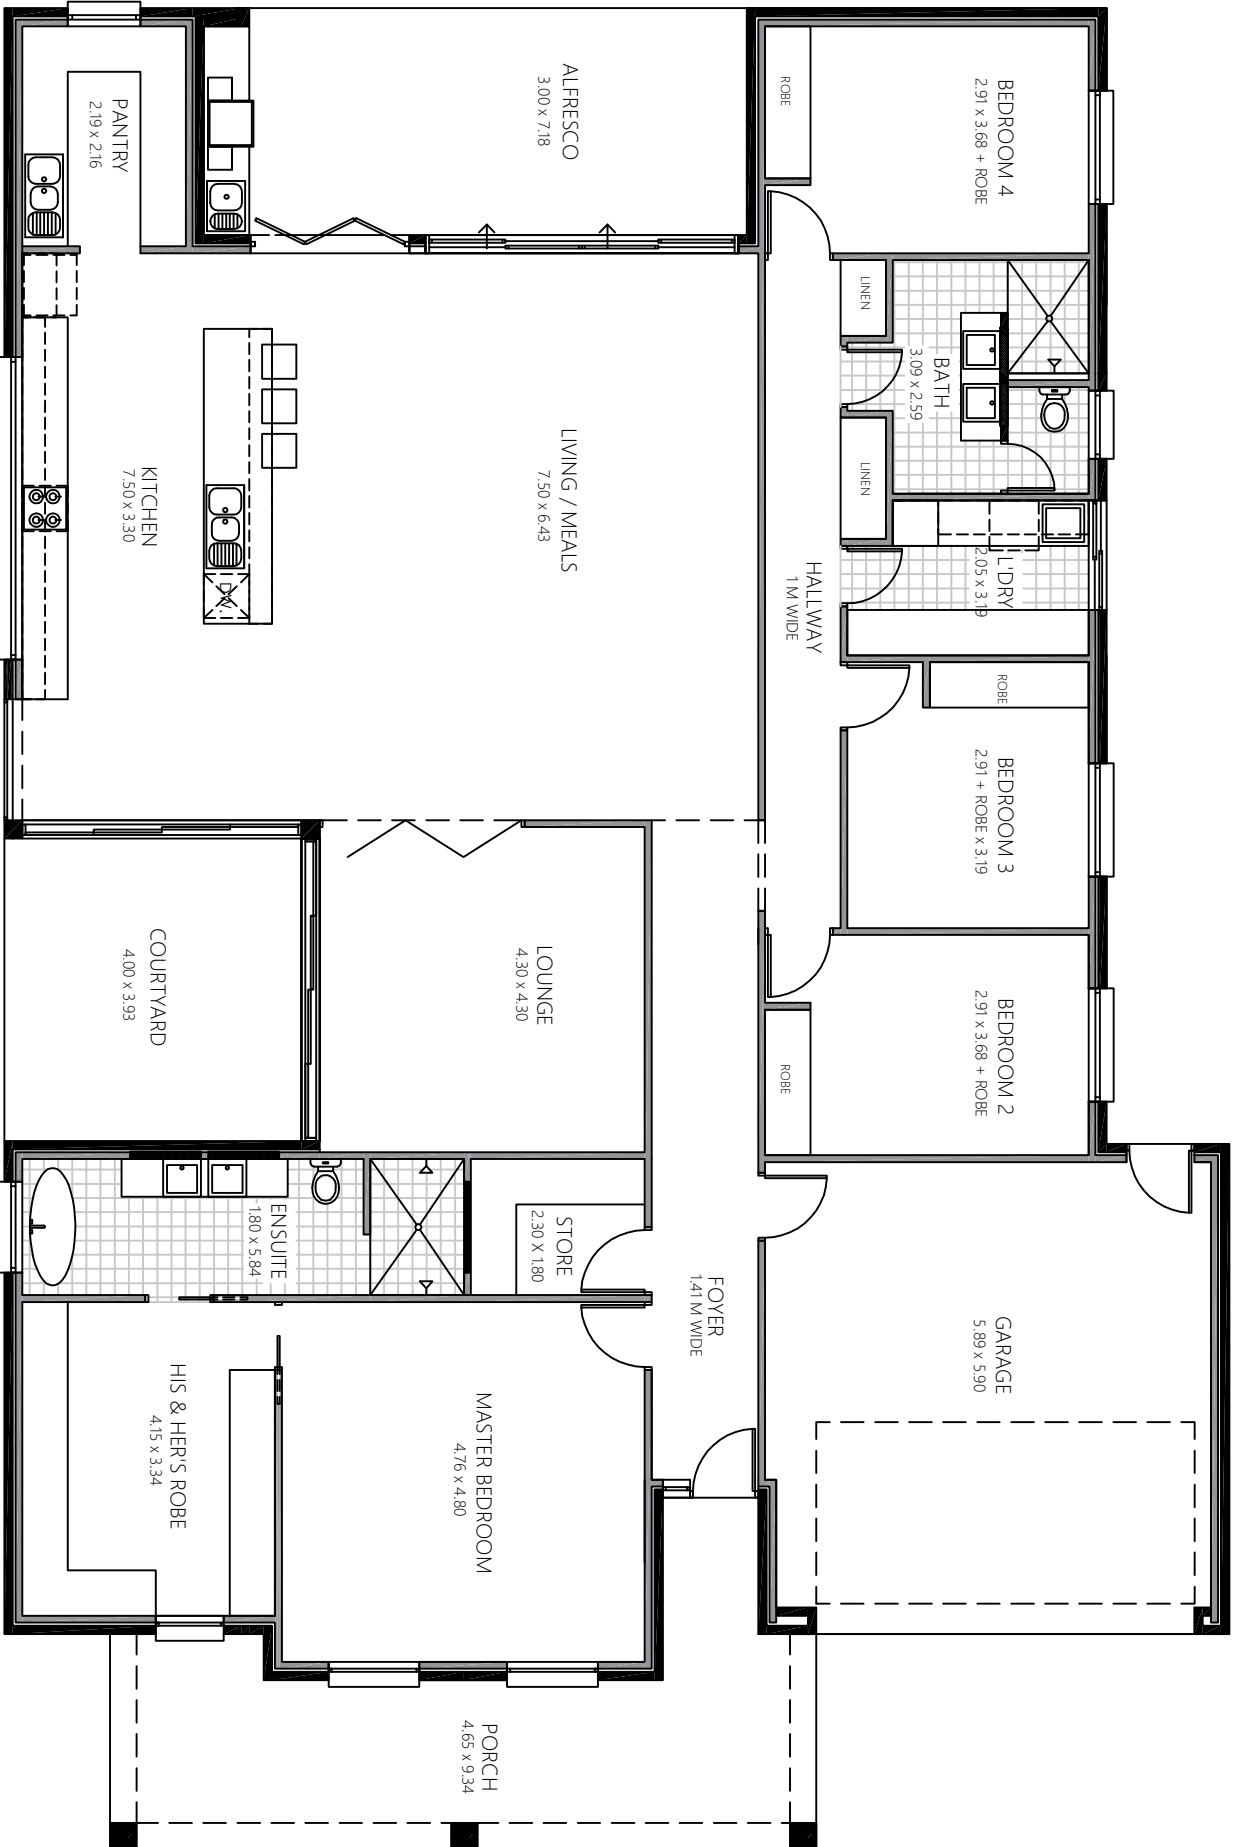 PANTRY
2.19 x 2.16
ALFRESCO
3.00 x 7.18
ROBE
BEDROOM 4
2.91 x 3.68 + ROBE
LINEN
BATH
3.09 x 2.59
LINEN
KITCHEN
7.50 x 3.30
D.W.
LIVING / MEALS
7.50 x 6.43
HALLWAY
1 M WIDE
L'DRY
2.05 x 3.19
ROBE
BEDROOM 3
2.91 + ROBE x 3.19
COURTYARD
4.00 x 3.93
LOUNGE
4.30 x 4.30
ROBE
BEDROOM 2
2.91 x 3.68 + ROBE
ENSUITE
1.80 x 5.84
STORE
2.30 x 1.80
FOYER
1.41 M WIDE
GARAGE
5.89 x 5.90
HIS & HER'S ROBE
4.15 x 3.34
MASTER BEDROOM
4.76 x 4.80
PORCH
4.65 x 9.34